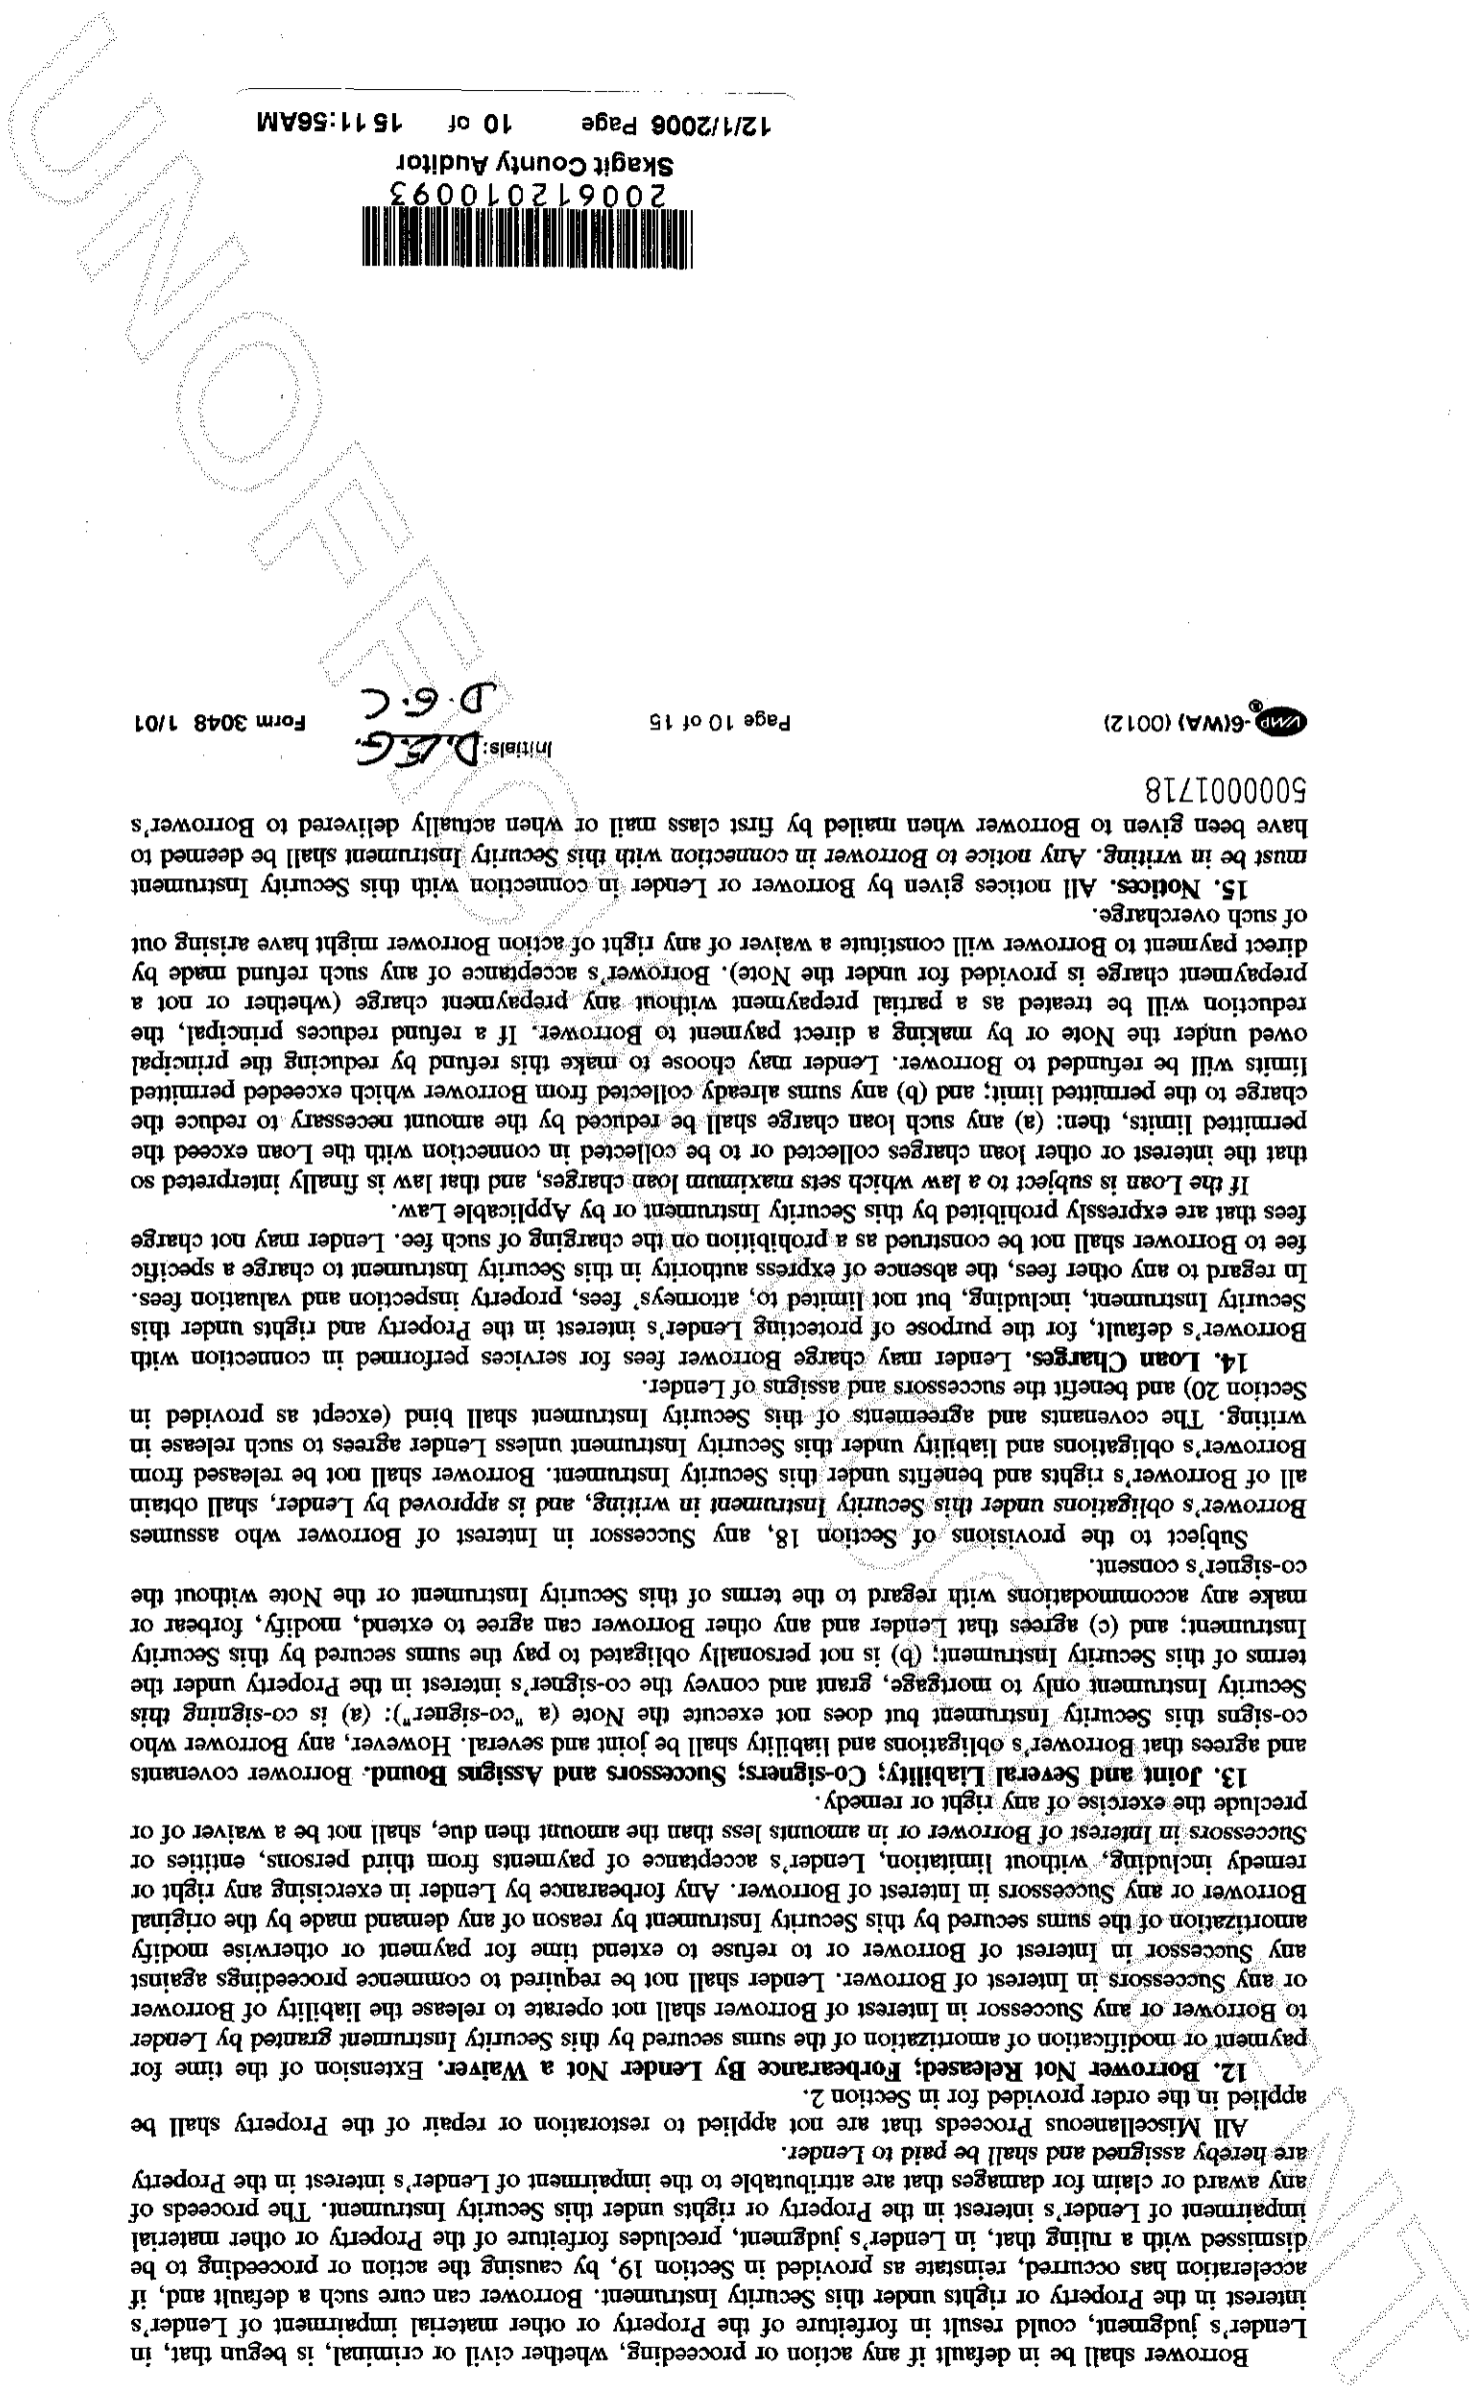 Borrower shall be in default if any action or proceeding, whether civil or criminal, is begun that, in
Lender's judgment, could result in forfeiture of the Property or other material impairment of Lender's
interest in the Property or rights under this Security Instrument. Borrower can cure such a default and, if
acceleration has occurred, reinstate as provided in Section 19, by causing the action or proceeding to be
dismissed with a ruling that, in Lender's judgment, precludes forfeiture of the Property or other material
impairment of Lender's interest in the Property or rights under this Security Instrument. The proceeds of
any award or claim for damages that are attributable to the impairment of Lender's interest in the Property
are hereby assigned and shall be paid to Lender.
All Miscellaneous Proceeds that are not applied to restoration or repair of the Property shall be
applied in the order provided for in Section 2.
12. Borrower Not Released; Forbearance By Lender Not a Waiver. Extension of the time for
payment or modification of amortization of the sums secured by this Security Instrument granted by Lender
to Borrower or any Successor in Interest of Borrower shall not operate to release the liability of Borrower
or any Successors in Interest of Borrower. Lender shall not be required to commence proceedings against
any Successor in Interest of Borrower or to refuse to extend time for payment or otherwise modify
amortization of the sums secured by this Security Instrument by reason of any demand made by the original
Borrower or any Successors in Interest of Borrower. Any forbearance by Lender in exercising any right or
remedy including, without limitation, Lender's acceptance of payments from third persons, entities or
Successors in Interest of Borrower or in amounts less than the amount then due, shall not be a waiver of or
preclude the exercise of any right or remedy.
13. Joint and Several Liability; Co-signers; Successors and Assigns Bound. Borrower covenants
and agrees that Borrower's obligations and liability shall be joint and several. However, any Borrower who
co-signs this Security Instrument but does not execute the Note (a "co-signer"): (a) is co-signing this
Security Instrument only to mortgage, grant and convey the co-signer's interest in the Property under the
terms of this Security Instrument; (b) is not personally obligated to pay the sums secured by this Security
Instrument; and (c) agrees that Lender and any other Borrower can agree to extend, modify, forbear or
make any accommodations with regard to the terms of this Security Instrument or the Note without the
co-signer's consent.
Subject to the provisions of Section 18, any Successor in Interest of Borrower who assumes
Borrower's obligations under this Security Instrument in writing, and is approved by Lender, shall obtain
all of Borrower's rights and benefits under this Security Instrument. Borrower shall not be released from
Borrower's obligations and liability under this Security Instrument unless Lender agrees to such release in
writing. The covenants and agreements of this Security Instrument shall bind (except as provided in
Section 20) and benefit the successors and assigns of Lender.
14. Loan Charges. Lender may charge Borrower fees for services performed in connection with
Borrower's default, for the purpose of protecting Lender's interest in the Property and rights under this
Security Instrument, including, but not limited to, attorneys' fees, property inspection and valuation fees.
In regard to any other fees, the absence of express authority in this Security Instrument to charge a specific
fee to Borrower shall not be construed as a prohibition on the charging of such fee. Lender may not charge
fees that are expressly prohibited by this Security Instrument or by Applicable Law.
If the Loan is subject to a law which sets maximum loan charges, and that law is finally interpreted so
that the interest or other loan charges collected or to be collected in connection with the Loan exceed the
permitted limits, then: (a) any such loan charge shall be reduced by the amount necessary to reduce the
charge to the permitted limit; and (b) any sums already collected from Borrower which exceeded permitted
limits will be refunded to Borrower. Lender may choose to make this refund by reducing the principal
owed under the Note or by making a direct payment to Borrower. If a refund reduces principal, the
reduction will be treated as a partial prepayment without any prepayment charge (whether or not a
prepayment charge is provided for under the Note). Borrower's acceptance of any such refund made by
direct payment to Borrower will constitute a waiver of any right of action Borrower might have arising out
of such overcharge.
15. Notices. All notices given by Borrower or Lender in connection with this Security Instrument
must be in writing. Any notice to Borrower in connection with this Security Instrument shall be deemed to
have been given to Borrower when mailed by first class mail or when actually delivered to Borrower's
5000001718
Initials: D.E.G.
VMP®-6(WA) (0012) Page 10 of 15 D.G.C Form 3048 1/01
200612010093
Skagit County Auditor
12/1/2006 Page 10 of 15 11:56AM
UNOFFICIAL DOCUMENT